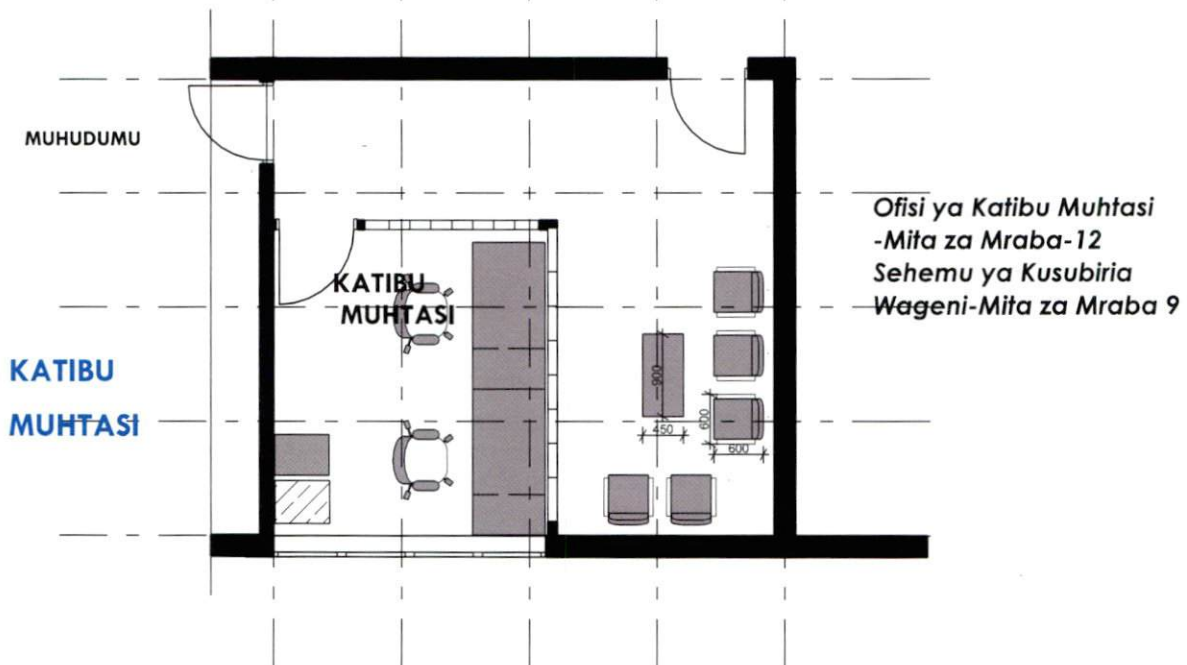 MUHUDUMU
KATIBU
MUHTASI
KATIBU
MUHTASI
Ofisi ya Katibu Muhtasi
-Mita za Mraba-12
Sehemu ya Kusubiria
Wageni-Mita za Mraba 9
900
450
600
600